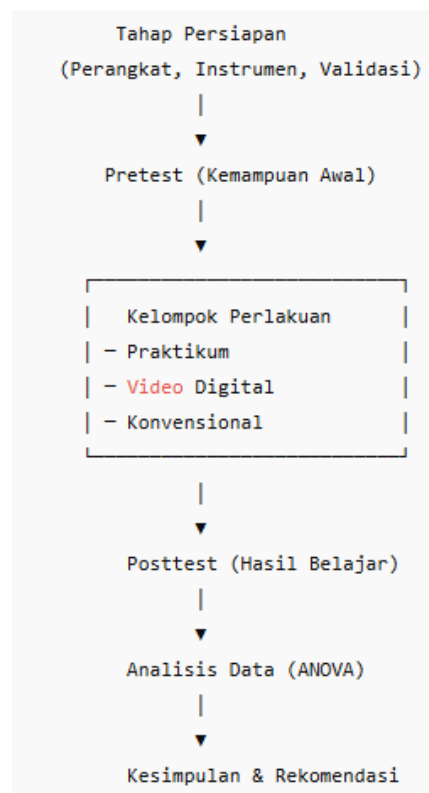 Tahap Persiapan
(Perangkat, Instrumen, Validasi)
Pretest (Kemampuan Awal)
Kelompok Perlakuan
─ Praktikum
─ Video Digital
─ Konvensional
Posttest (Hasil Belajar)
Analisis Data (ANOVA)
Kesimpulan & Rekomendasi